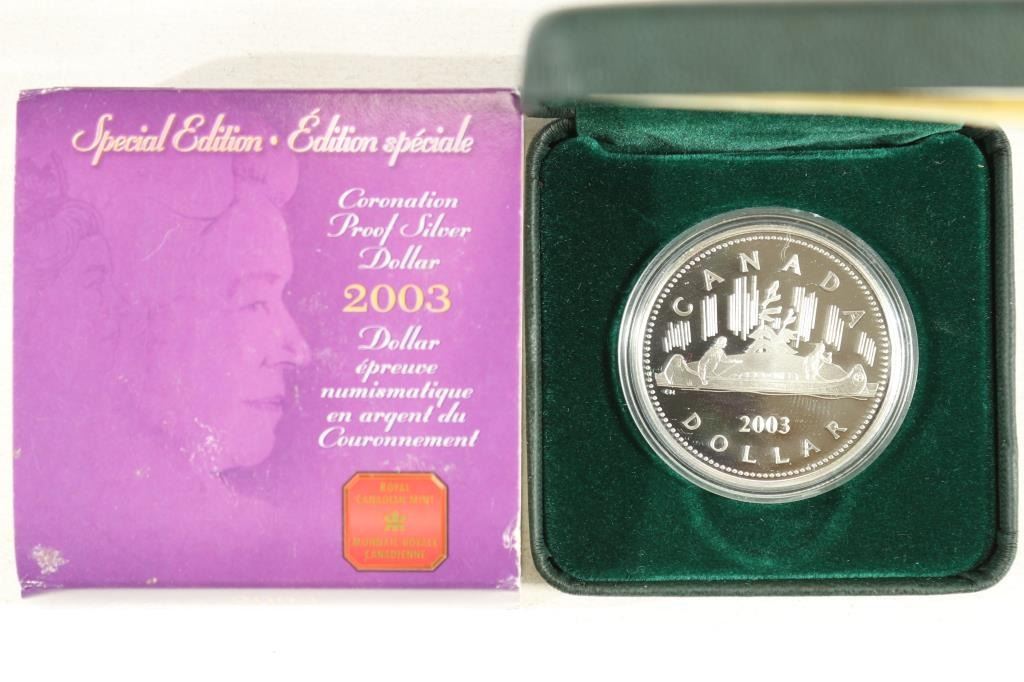 Special Edition • Édition spéciale
Coronation
Proof Silver
Dollar
2003
Dollar
épreuve
numismatique
en argent du
Couronnement
ROYAL
CANADIAN MINT
MONNAIE ROYALE
CANADIENNE
CANADA
2003
DOLLAR